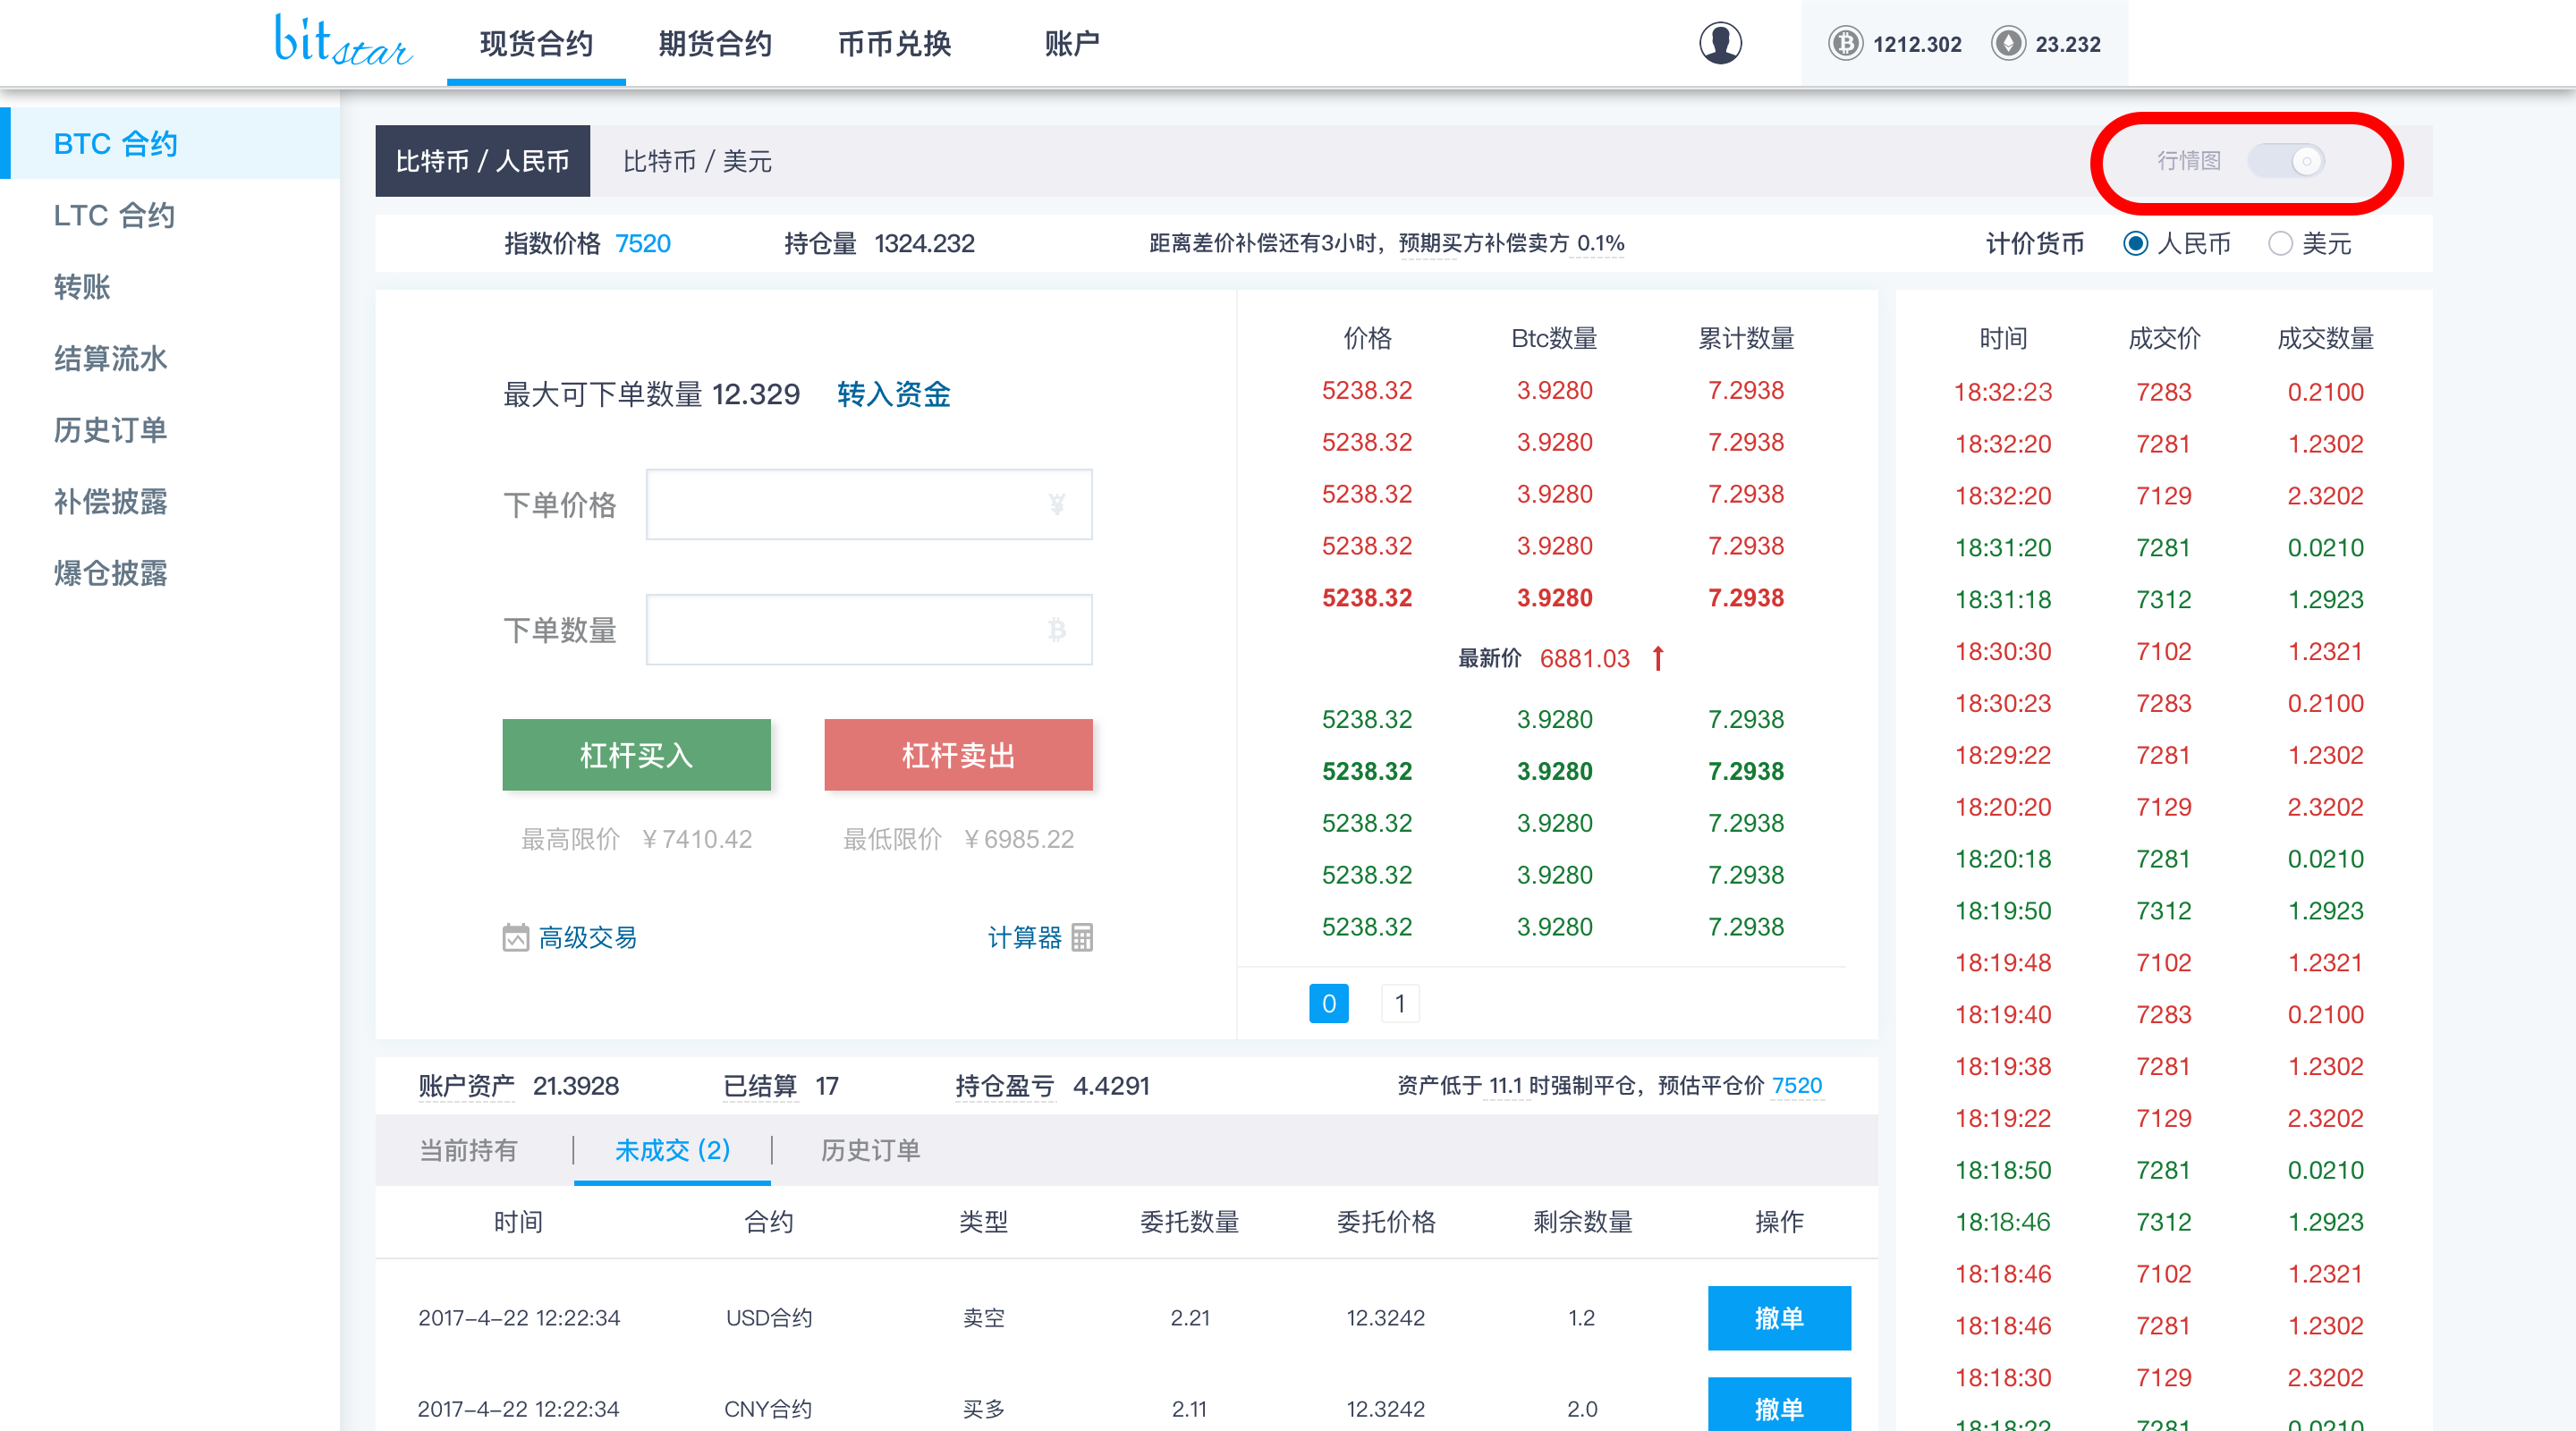 bitstar 现货合约 期货合约 币币兑换 账户 1212.302 23.232
BTC 合约
LTC 合约
转账
结算流水
历史订单
补偿披露
爆仓披露
比特币 / 人民币 比特币 / 美元 行情图
指数价格 7520 持仓量 1324.232 距离差价补偿还有3小时，预期买方补偿卖方 0.1% 计价货币 人民币 美元
最大可下单数量 12.329 转入资金
下单价格 ¥
下单数量
杠杆买入 杠杆卖出
最高限价 ¥7410.42 最低限价 ¥6985.22
高级交易 计算器
价格 Btc数量 累计数量
5238.32 3.9280 7.2938
5238.32 3.9280 7.2938
5238.32 3.9280 7.2938
5238.32 3.9280 7.2938
5238.32 3.9280 7.2938
最新价 6881.03
5238.32 3.9280 7.2938
5238.32 3.9280 7.2938
5238.32 3.9280 7.2938
5238.32 3.9280 7.2938
5238.32 3.9280 7.2938
0 1
时间 成交价 成交数量
18:32:23 7283 0.2100
18:32:20 7281 1.2302
18:32:20 7129 2.3202
18:31:20 7281 0.0210
18:31:18 7312 1.2923
18:30:30 7102 1.2321
18:30:23 7283 0.2100
18:29:22 7281 1.2302
18:20:20 7129 2.3202
18:20:18 7281 0.0210
18:19:50 7312 1.2923
18:19:48 7102 1.2321
18:19:40 7283 0.2100
18:19:38 7281 1.2302
18:19:22 7129 2.3202
18:18:50 7281 0.0210
18:18:46 7312 1.2923
18:18:46 7102 1.2321
18:18:46 7281 1.2302
18:18:30 7129 2.3202
18:18:22 7281 0.0210
账户资产 21.3928 已结算 17 持仓盈亏 4.4291 资产低于 11.1 时强制平仓，预估平仓价 7520
当前持有 未成交 (2) 历史订单
时间 合约 类型 委托数量 委托价格 剩余数量 操作
2017-4-22 12:22:34 USD合约 卖空 2.21 12.3242 1.2 撤单
2017-4-22 12:22:34 CNY合约 买多 2.11 12.3242 2.0 撤单